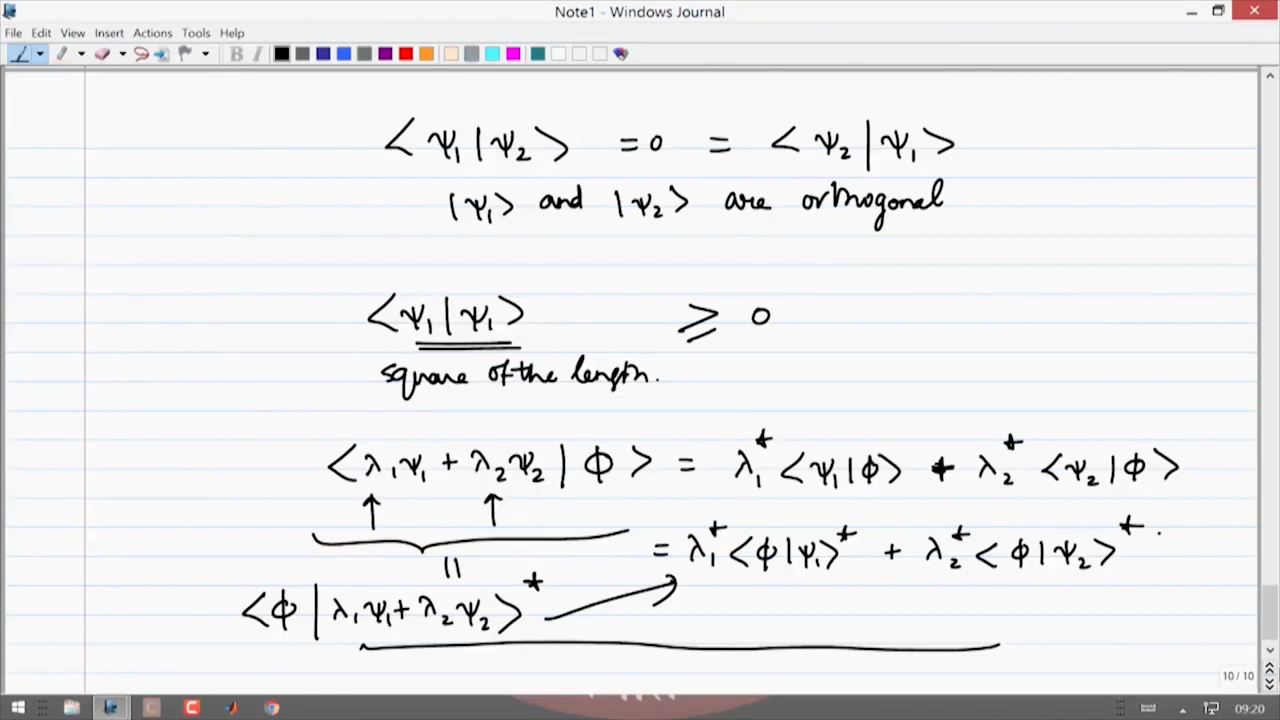 Note1 - Windows Journal
File Edit View Insert Actions Tools Help
B I
< ψ₁ | ψ₂ > = 0 = < ψ₂ | ψ₁ >
|ψ₁> and |ψ₂> are orthogonal
< ψ₁ | ψ₁ > ≥ 0
square of the length.
< λ₁ψ₁ + λ₂ψ₂ | ϕ > = λ₁* < ψ₁ | ϕ > + λ₂* < ψ₂ | ϕ >
= λ₁* < ϕ | ψ₁ >* + λ₂* < ϕ | ψ₂ >* .
||
< ϕ | λ₁ψ₁ + λ₂ψ₂ >*
10 / 10
09:20